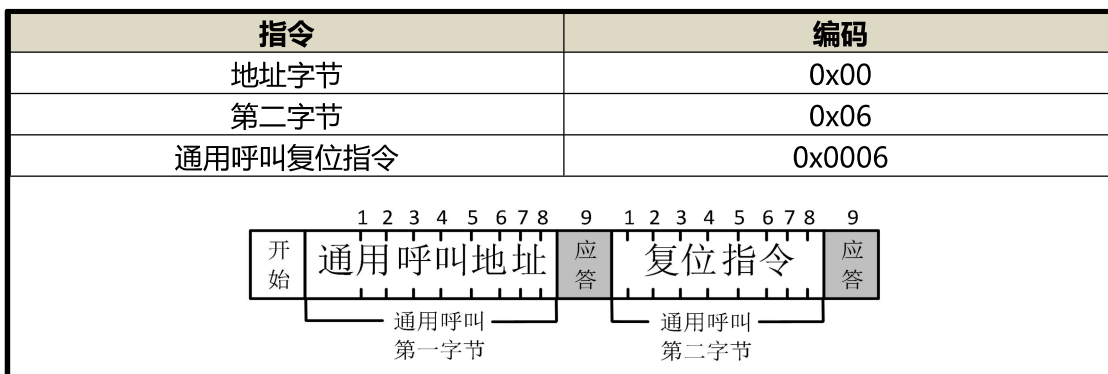 指令 编码
地址字节 0x00
第二字节 0x06
通用呼叫复位指令 0x0006
1 2 3 4 5 6 7 8 9 1 2 3 4 5 6 7 8 9
开始 通用呼叫地址 应答 复位指令 应答
通用呼叫 通用呼叫
第一字节 第二字节